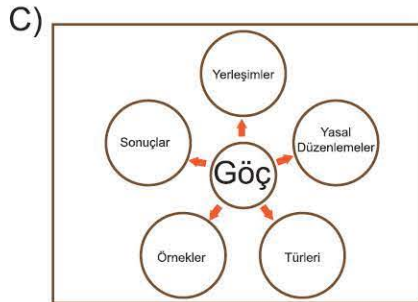 C)
Yerleşimler
Sonuçlar
Yasal
Düzenlemeler
Göç
Örnekler
Türleri